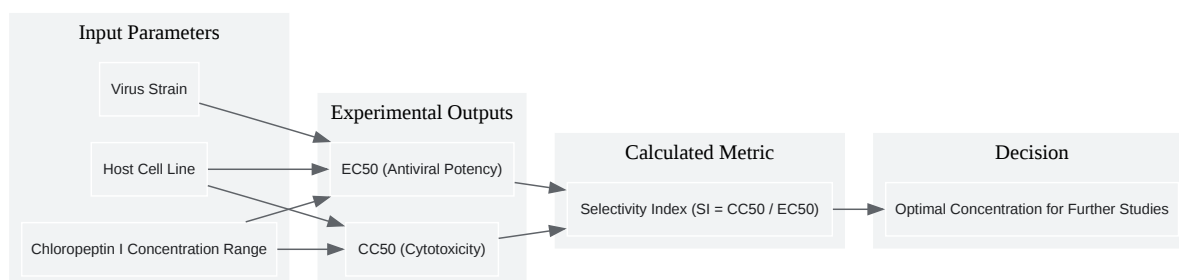 Input Parameters
Virus Strain
Host Cell Line
Chloropeptin I Concentration Range
Experimental Outputs
EC50 (Antiviral Potency)
CC50 (Cytotoxicity)
Calculated Metric
Selectivity Index (SI = CC50 / EC50)
Decision
Optimal Concentration for Further Studies